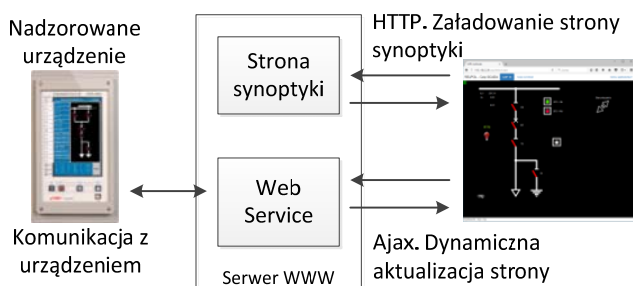 Nadzorowane
urządzenie
Komunikacja z
urządzeniem
Strona
synoptyki
Web
Service
Serwer WWW
HTTP. Załadowanie strony
synoptyki
Ajax. Dynamiczna
aktualizacja strony